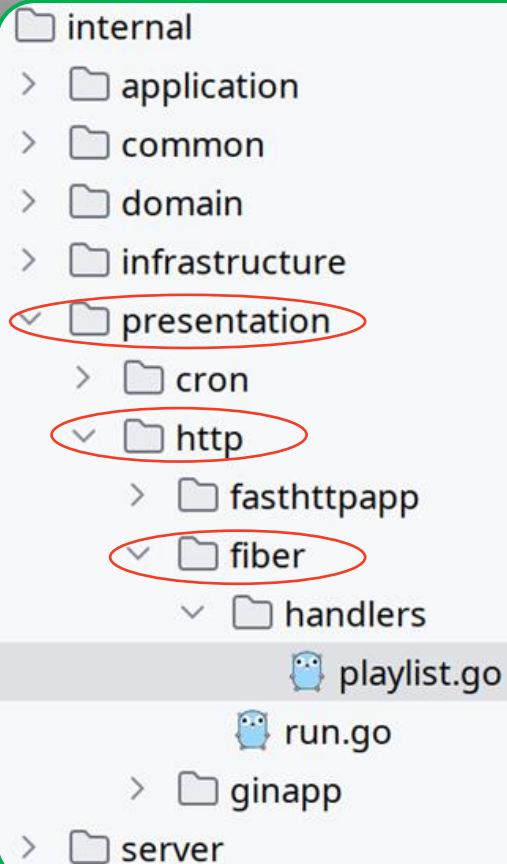 internal
application
common
domain
infrastructure
presentation
cron
http
fasthttpapp
fiber
handlers
playlist.go
run.go
ginapp
server